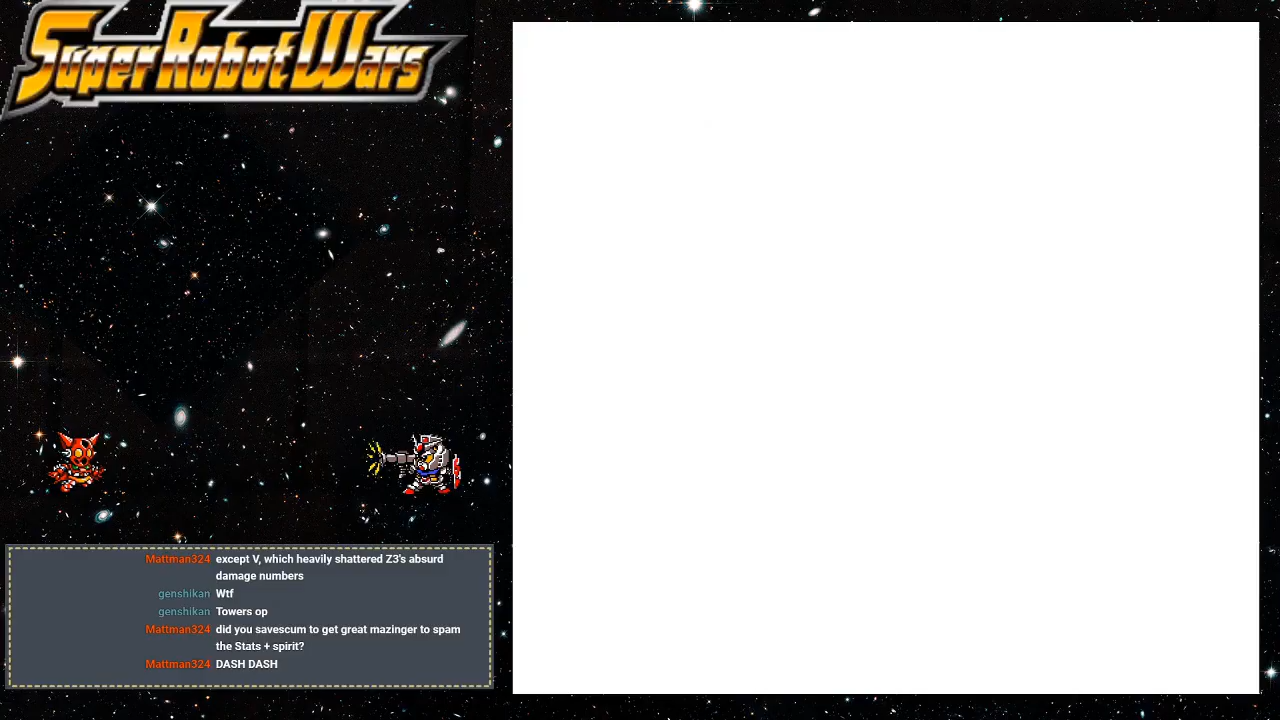 Super Robot Wars
Mattman324 except V, which heavily shattered Z3's absurd
damage numbers
genshikan Wtf
genshikan Towers op
Mattman324 did you savescum to get great mazinger to spam
the Stats + spirit?
Mattman324 DASH DASH